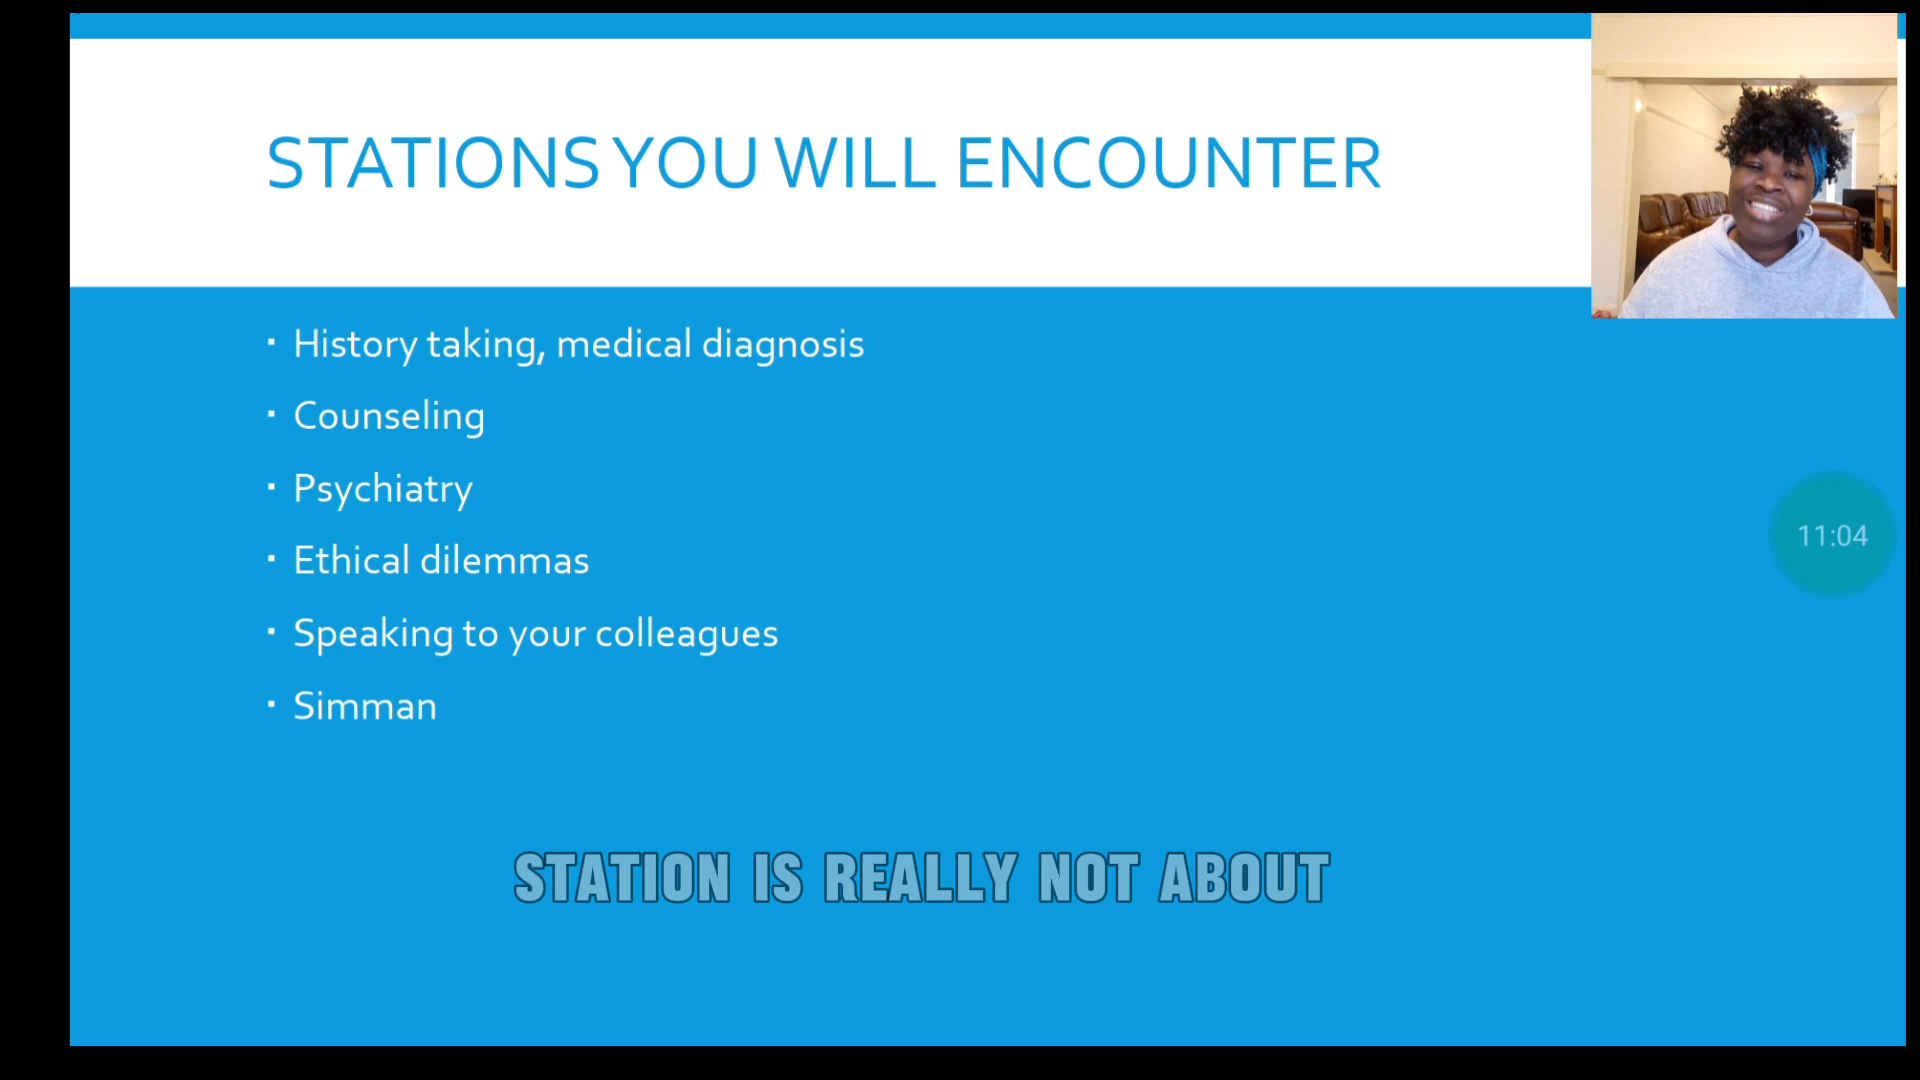 STATIONS YOU WILL ENCOUNTER
History taking, medical diagnosis
Counseling
Psychiatry
Ethical dilemmas
Speaking to your colleagues
Simman
11:04
STATION IS REALLY NOT ABOUT